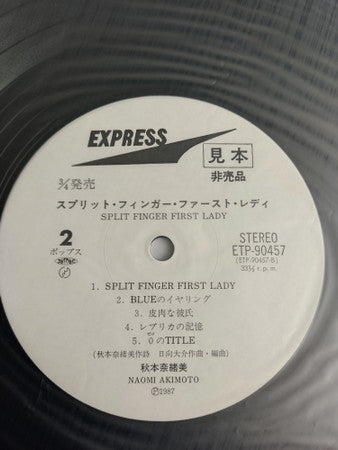 EXPRESS
見本
非売品
3/4発売
スプリット・フィンガー・ファースト・レディ
SPLIT FINGER FIRST LADY
2
ポップス
STEREO
ETP-90457
(ETP-90457-B)
33⅓ r.p.m.
1. SPLIT FINGER FIRST LADY
2. BLUEのイヤリング
3. 皮肉な彼氏
4. レプリカの記憶
5. 0のTITLE
(秋本奈緒美作詩 日向大介作曲・編曲)
秋本奈緒美
NAOMI AKIMOTO
Ⓟ1987